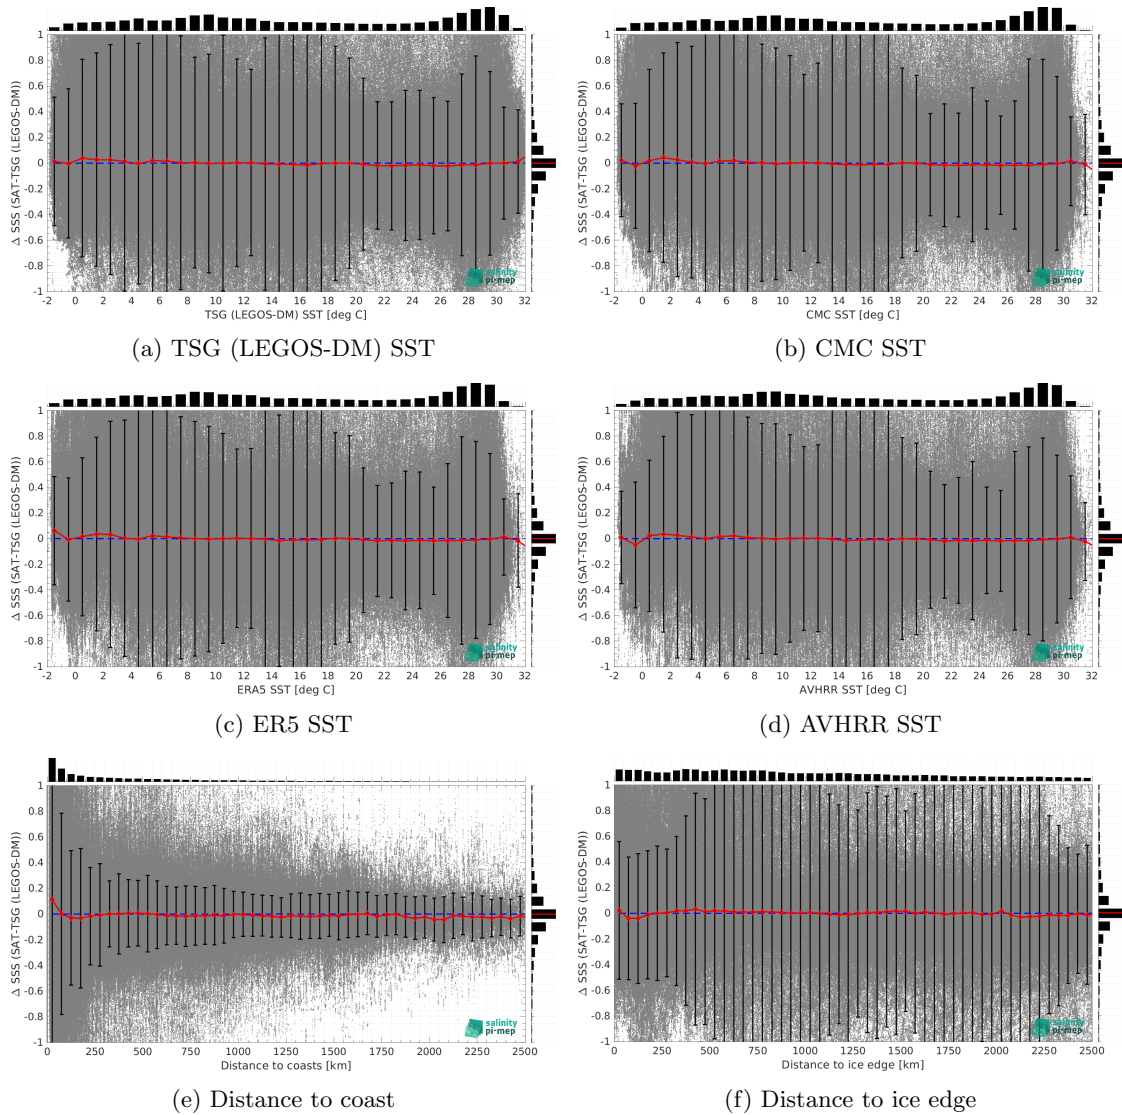 1
0.8
0.6
0.4
0.2
0
-0.2
-0.4
-0.6
-0.8
-1
Δ SSS (SAT-TSG (LEGOS-DM))
-2 0 2 4 6 8 10 12 14 16 18 20 22 24 26 28 30 32
TSG (LEGOS-DM) SST [deg C]
salinity
pi-mep
(a) TSG (LEGOS-DM) SST
1
0.8
0.6
0.4
0.2
0
-0.2
-0.4
-0.6
-0.8
-1
Δ SSS (SAT-TSG (LEGOS-DM))
-2 0 2 4 6 8 10 12 14 16 18 20 22 24 26 28 30 32
CMC SST [deg C]
salinity
pi-mep
(b) CMC SST
1
0.8
0.6
0.4
0.2
0
-0.2
-0.4
-0.6
-0.8
-1
Δ SSS (SAT-TSG (LEGOS-DM))
-2 0 2 4 6 8 10 12 14 16 18 20 22 24 26 28 30 32
ERA5 SST [deg C]
salinity
pi-mep
(c) ER5 SST
1
0.8
0.6
0.4
0.2
0
-0.2
-0.4
-0.6
-0.8
-1
Δ SSS (SAT-TSG (LEGOS-DM))
-2 0 2 4 6 8 10 12 14 16 18 20 22 24 26 28 30 32
AVHRR SST [deg C]
salinity
pi-mep
(d) AVHRR SST
1
0.8
0.6
0.4
0.2
0
-0.2
-0.4
-0.6
-0.8
-1
Δ SSS (SAT-TSG (LEGOS-DM))
0 250 500 750 1000 1250 1500 1750 2000 2250 2500
Distance to coasts [km]
salinity
pi-mep
(e) Distance to coast
1
0.8
0.6
0.4
0.2
0
-0.2
-0.4
-0.6
-0.8
-1
Δ SSS (SAT-TSG (LEGOS-DM))
0 250 500 750 1000 1250 1500 1750 2000 2250 2500
Distance to ice edge [km]
salinity
pi-mep
(f) Distance to ice edge